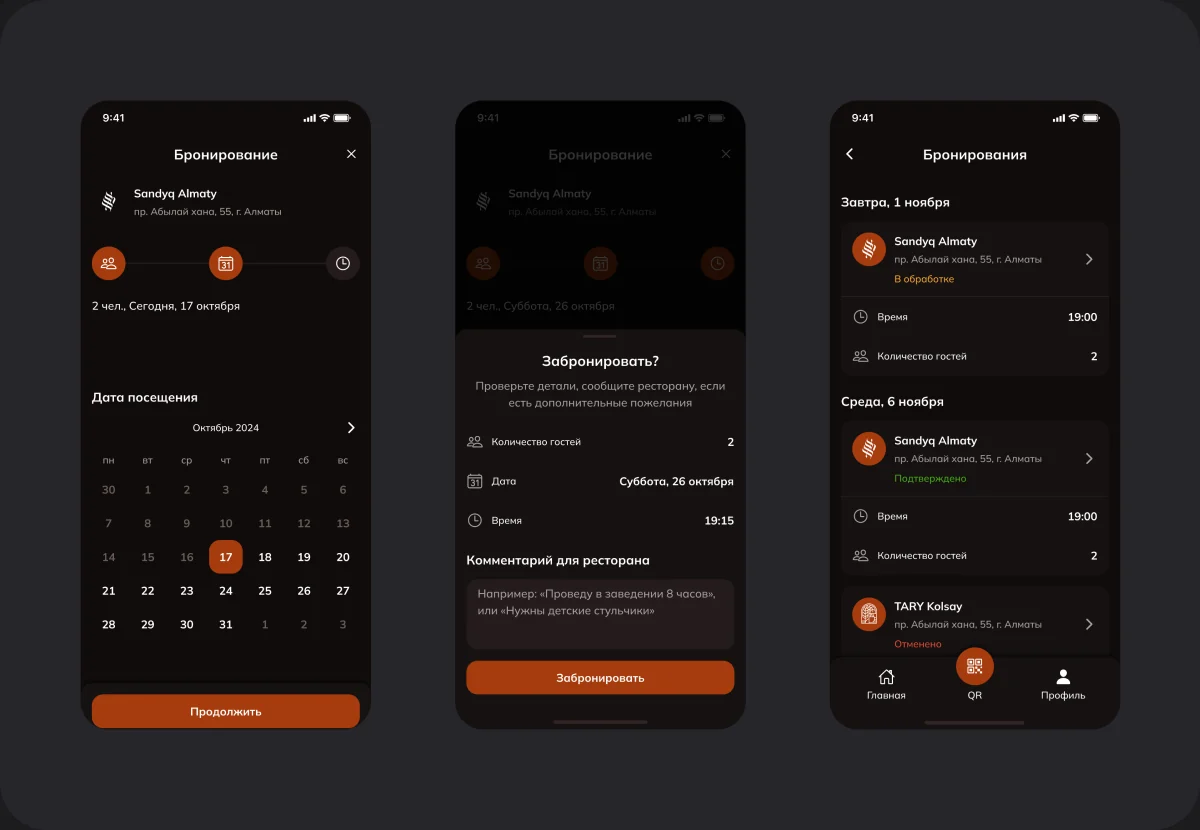 9:41
Бронирование
Sandyq Almaty
пр. Абылай хана, 55, г. Алматы
31
2 чел., Сегодня, 17 октября
Дата посещения
Октябрь 2024
пн вт ср чт пт сб вс
30 1 2 3 4 5 6
7 8 9 10 11 12 13
14 15 16 17 18 19 20
21 22 23 24 25 26 27
28 29 30 31 1 2 3
Продолжить
9:41
Бронирование
Sandyq Almaty
пр. Абылай хана, 55, г. Алматы
31
2 чел., Суббота, 26 октября
Забронировать?
Проверьте детали, сообщите ресторану, если
есть дополнительные пожелания
Количество гостей 2
31 Дата Суббота, 26 октября
Время 19:15
Комментарий для ресторана
Например: «Проведу в заведении 8 часов»,
или «Нужны детские стульчики»
Забронировать
9:41
Бронирования
Завтра, 1 ноября
Sandyq Almaty
пр. Абылай хана, 55, г. Алматы
В обработке
Время 19:00
Количество гостей 2
Среда, 6 ноября
Sandyq Almaty
пр. Абылай хана, 55, г. Алматы
Подтверждено
Время 19:00
Количество гостей 2
TARY Kolsay
пр. Абылай хана, 55, г. Алматы
Отменено
Главная QR Профиль